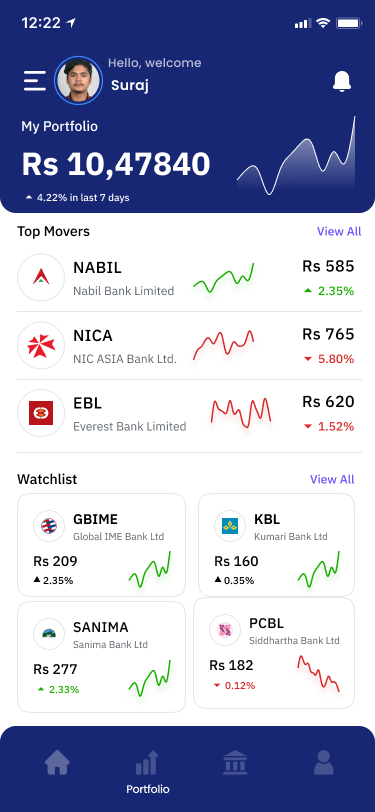 12:22
Hello, welcome
Suraj
My Portfolio
Rs 10,47840
4.22% in last 7 days
Top Movers
View All
NABIL
Nabil Bank Limited
Rs 585
2.35%
NICA
NIC ASIA Bank Ltd.
Rs 765
5.80%
EBL
Everest Bank Limited
Rs 620
1.52%
Watchlist
View All
GBIME
Global IME Bank Ltd
Rs 209
2.35%
KBL
Kumari Bank Ltd
Rs 160
0.35%
SANIMA
Sanima Bank Ltd
Rs 277
2.33%
PCBL
Siddhartha Bank Ltd
Rs 182
0.12%
Portfolio